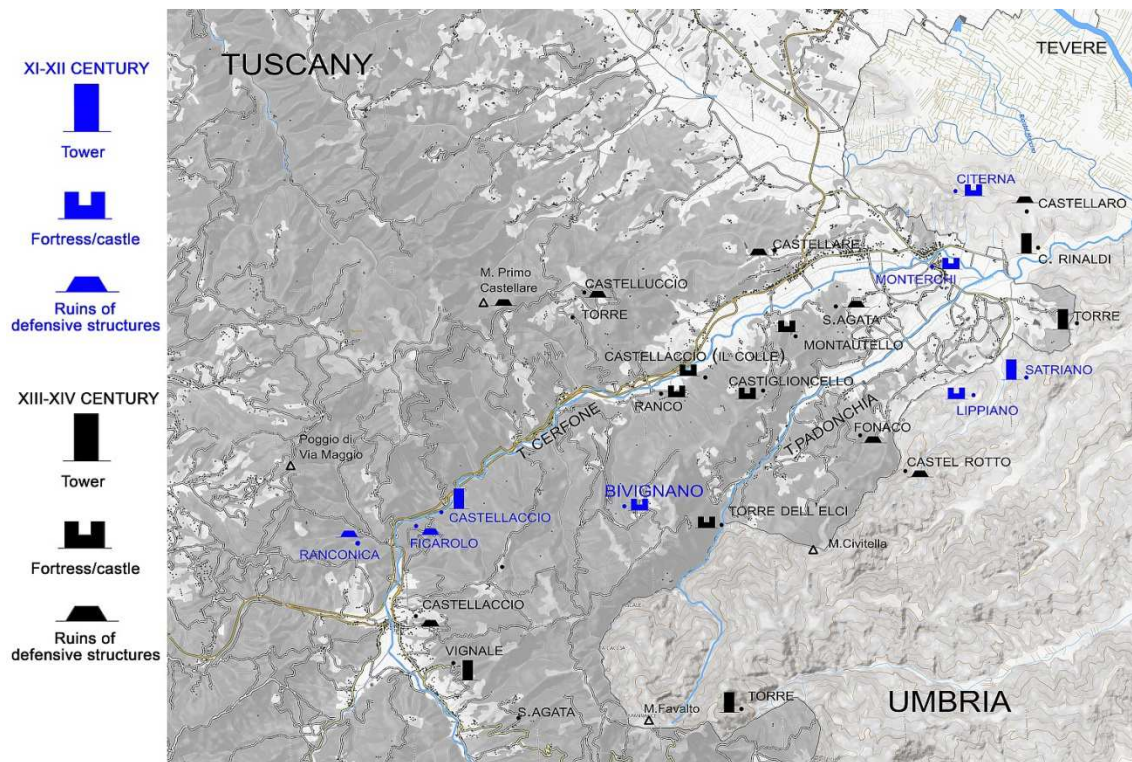 XI-XII CENTURY
Tower
Fortress/castle
Ruins of
defensive structures
XIII-XIV CENTURY
Tower
Fortress/castle
Ruins of
defensive structures
TUSCANY
TEVERE
CITERNA
CASTELLARO
C. RINALDI
CASTELLARE
MONTERCHI
M. Primo
Castellare
CASTELLUCCIO
TORRE
S.AGATA
MONTAUTELLO
TORRE
CASTELLACCIO (IL COLLE)
SATRIANO
CASTIGLIONCELLO
RANCO
LIPPIANO
T. CERFONE
T.PADONCHIA
FONACO
Poggio di
Via Maggio
CASTEL ROTTO
BIVIGNANO
CASTELLACCIO
TORRE DELL'ELCI
FICAROLO
RANCONICA
M.Civitella
CASTELLACCIO
VIGNALE
TORRE
UMBRIA
S.AGATA
M.Favalto